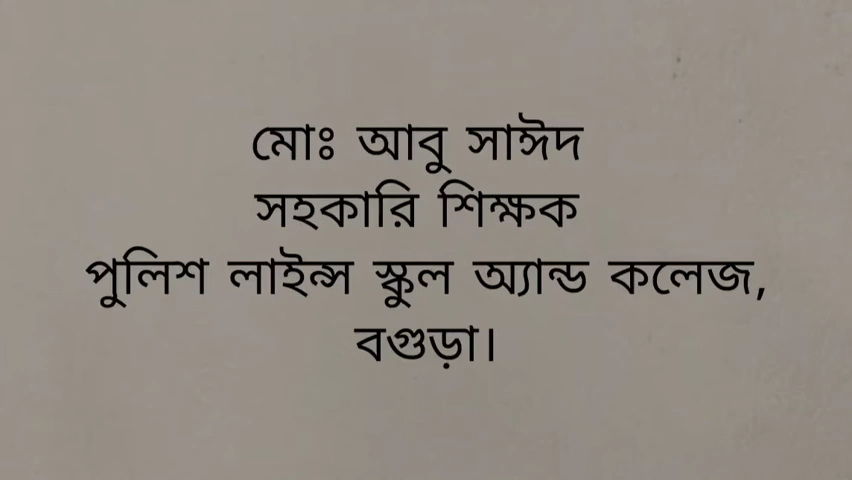 মোঃ আবু সাঈদ
সহকারি শিক্ষক
পুলিশ লাইন্স স্কুল অ্যান্ড কলেজ,
বগুড়া।